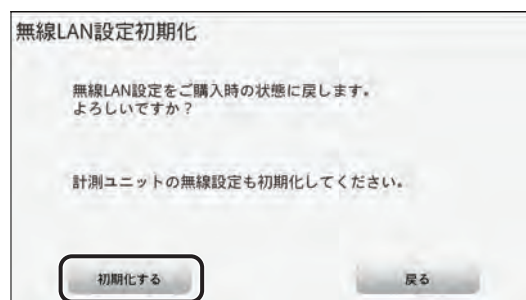 無線LAN設定初期化
無線LAN設定をご購入時の状態に戻します。
よろしいですか？
計測ユニットの無線設定も初期化してください。
初期化する
戻る